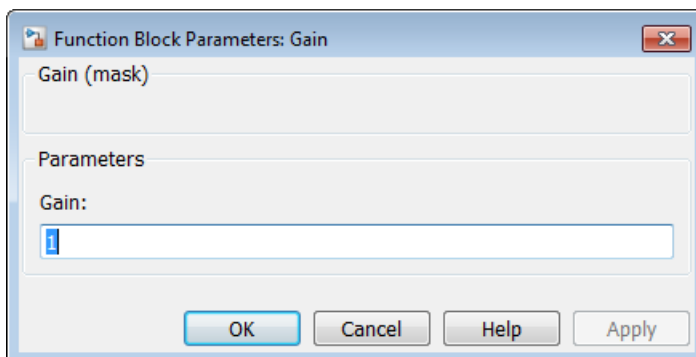 Function Block Parameters: Gain
Gain (mask)
Parameters
Gain:
1
OK Cancel Help Apply